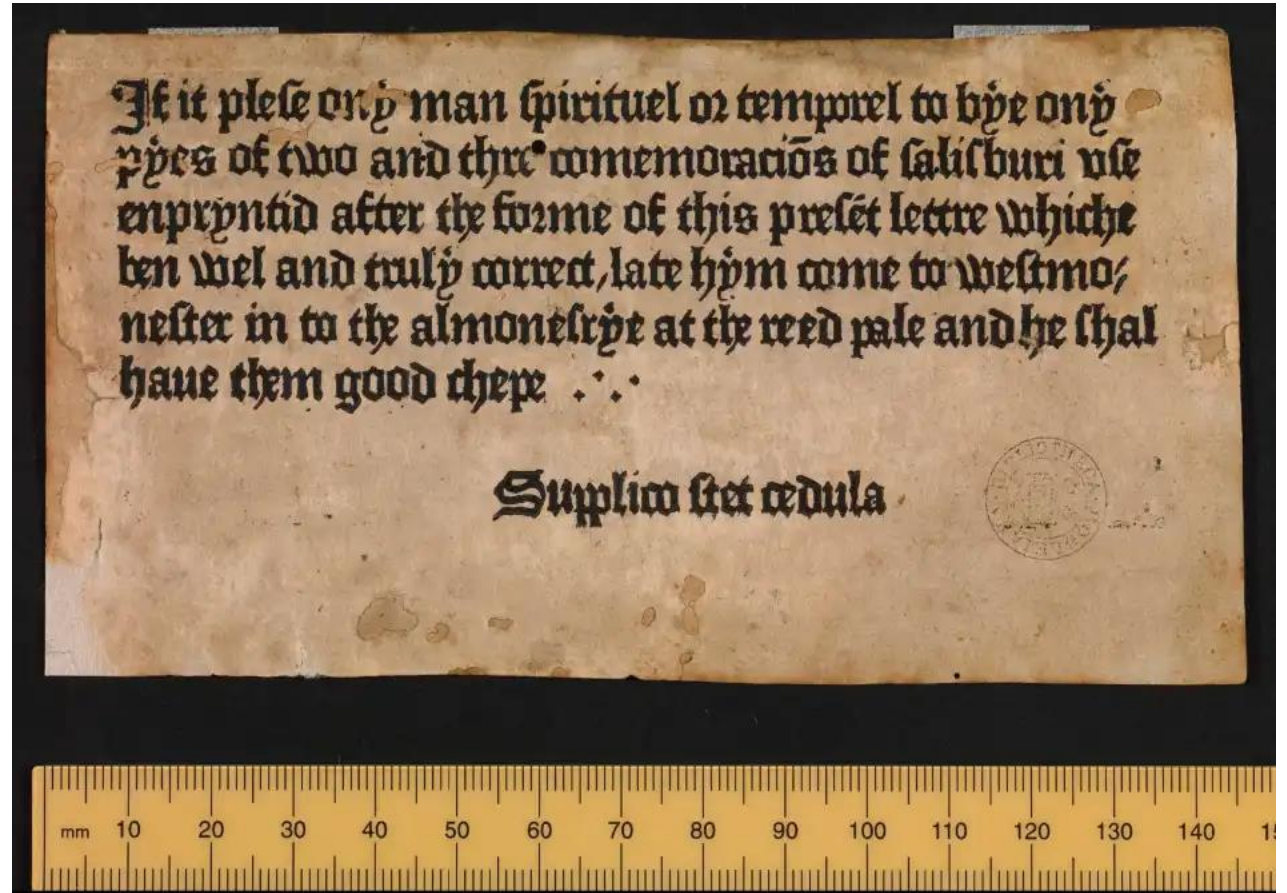 If it plese ony man spirituel or temporel to bye ony
pyes of two and thre comemoraciōs of salisburi vse
enpryntid after the forme of this presēt lettre whiche
ben wel and truly correct, late hym come to westmo-
nester in to the almonesrye at the reed pale and he shal
haue them good chepe .·.
Supplico stet cedula
BIBLIOTHECA BODLEIANA
mm 10 20 30 40 50 60 70 80 90 100 110 120 130 140